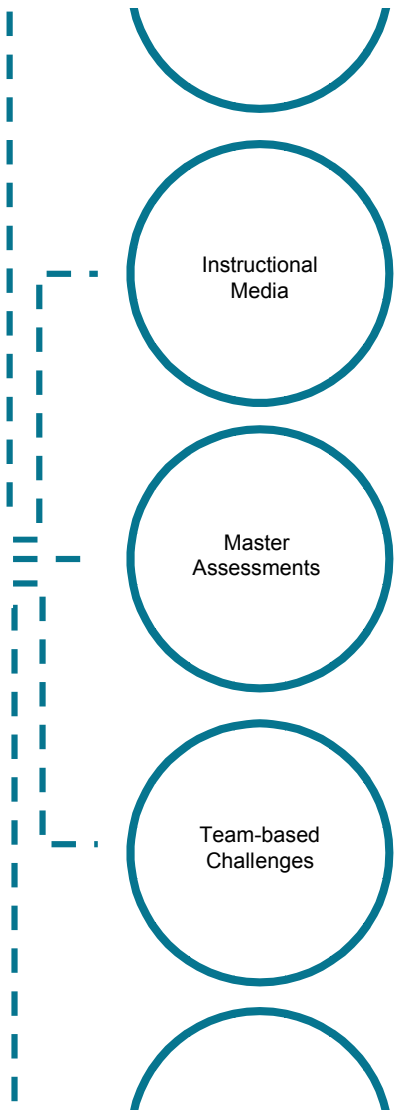 Instructional
Media
Master
Assessments
Team-based
Challenges